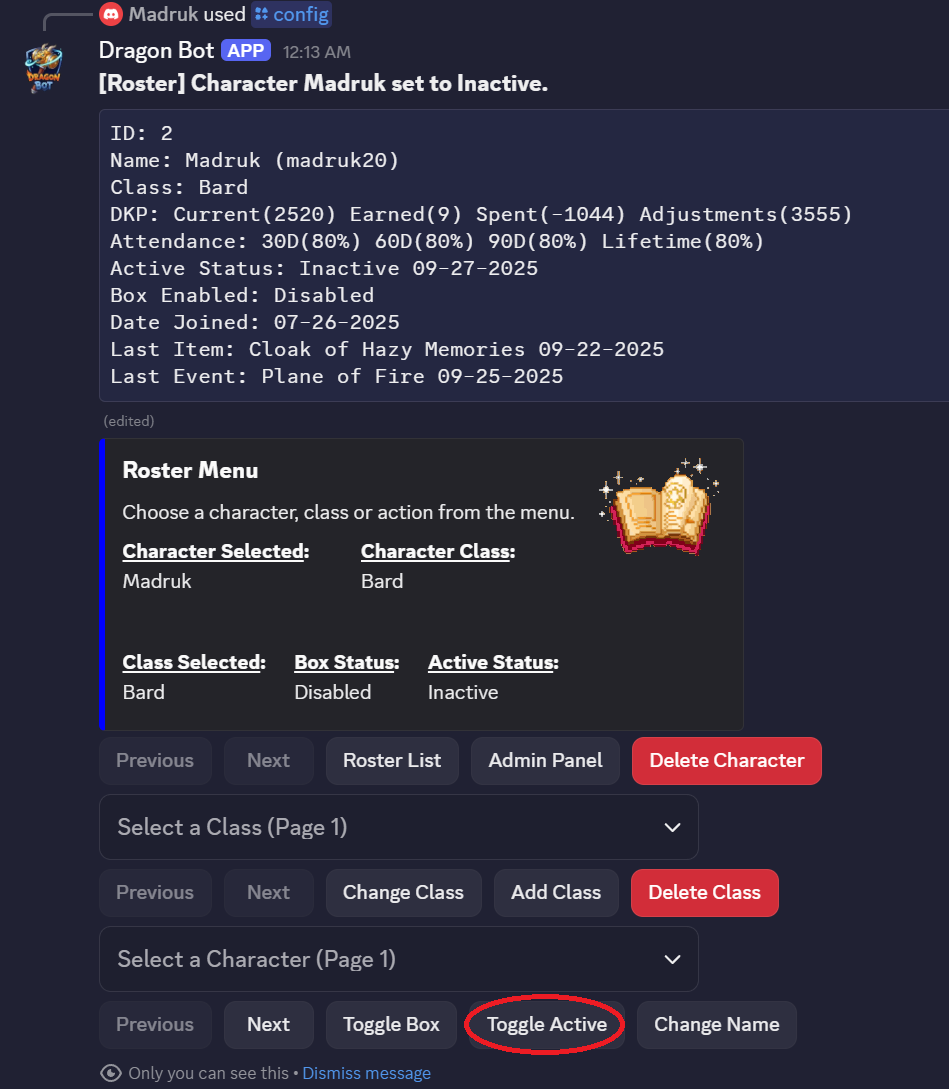 Madruk used config
Dragon Bot APP 12:13 AM
DRAGON
BOT
[Roster] Character Madruk set to Inactive.
ID: 2
Name: Madruk (madruk20)
Class: Bard
DKP: Current(2520) Earned(9) Spent(-1044) Adjustments(3555)
Attendance: 30D(80%) 60D(80%) 90D(80%) Lifetime(80%)
Active Status: Inactive 09-27-2025
Box Enabled: Disabled
Date Joined: 07-26-2025
Last Item: Cloak of Hazy Memories 09-22-2025
Last Event: Plane of Fire 09-25-2025
(edited)
Roster Menu
Choose a character, class or action from the menu.
Character Selected: Character Class:
Madruk Bard
Class Selected: Box Status: Active Status:
Bard Disabled Inactive
Previous Next Roster List Admin Panel Delete Character
Select a Class (Page 1)
Previous Next Change Class Add Class Delete Class
Select a Character (Page 1)
Previous Next Toggle Box Toggle Active Change Name
Only you can see this • Dismiss message